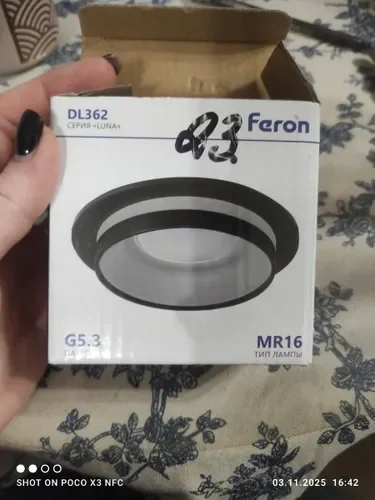 DL362
СЕРИЯ «LUNA»
93 Feron
G5.3
MR16
ТИП ЛАМПЫ
SHOT ON POCO X3 NFC
03.11.2025 16:42